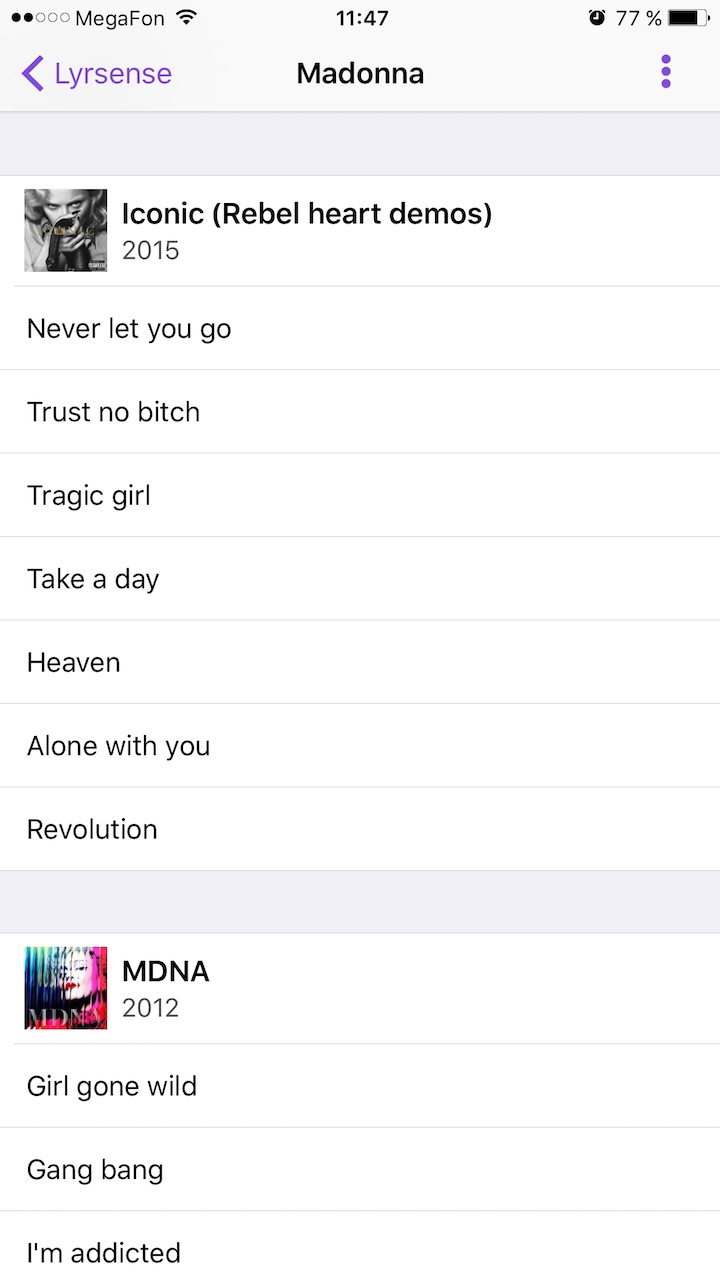 MegaFon 11:47 77 %
Lyrsense Madonna
Iconic (Rebel heart demos)
2015
Never let you go
Trust no bitch
Tragic girl
Take a day
Heaven
Alone with you
Revolution
MDNA
MDNA
2012
Girl gone wild
Gang bang
I'm addicted